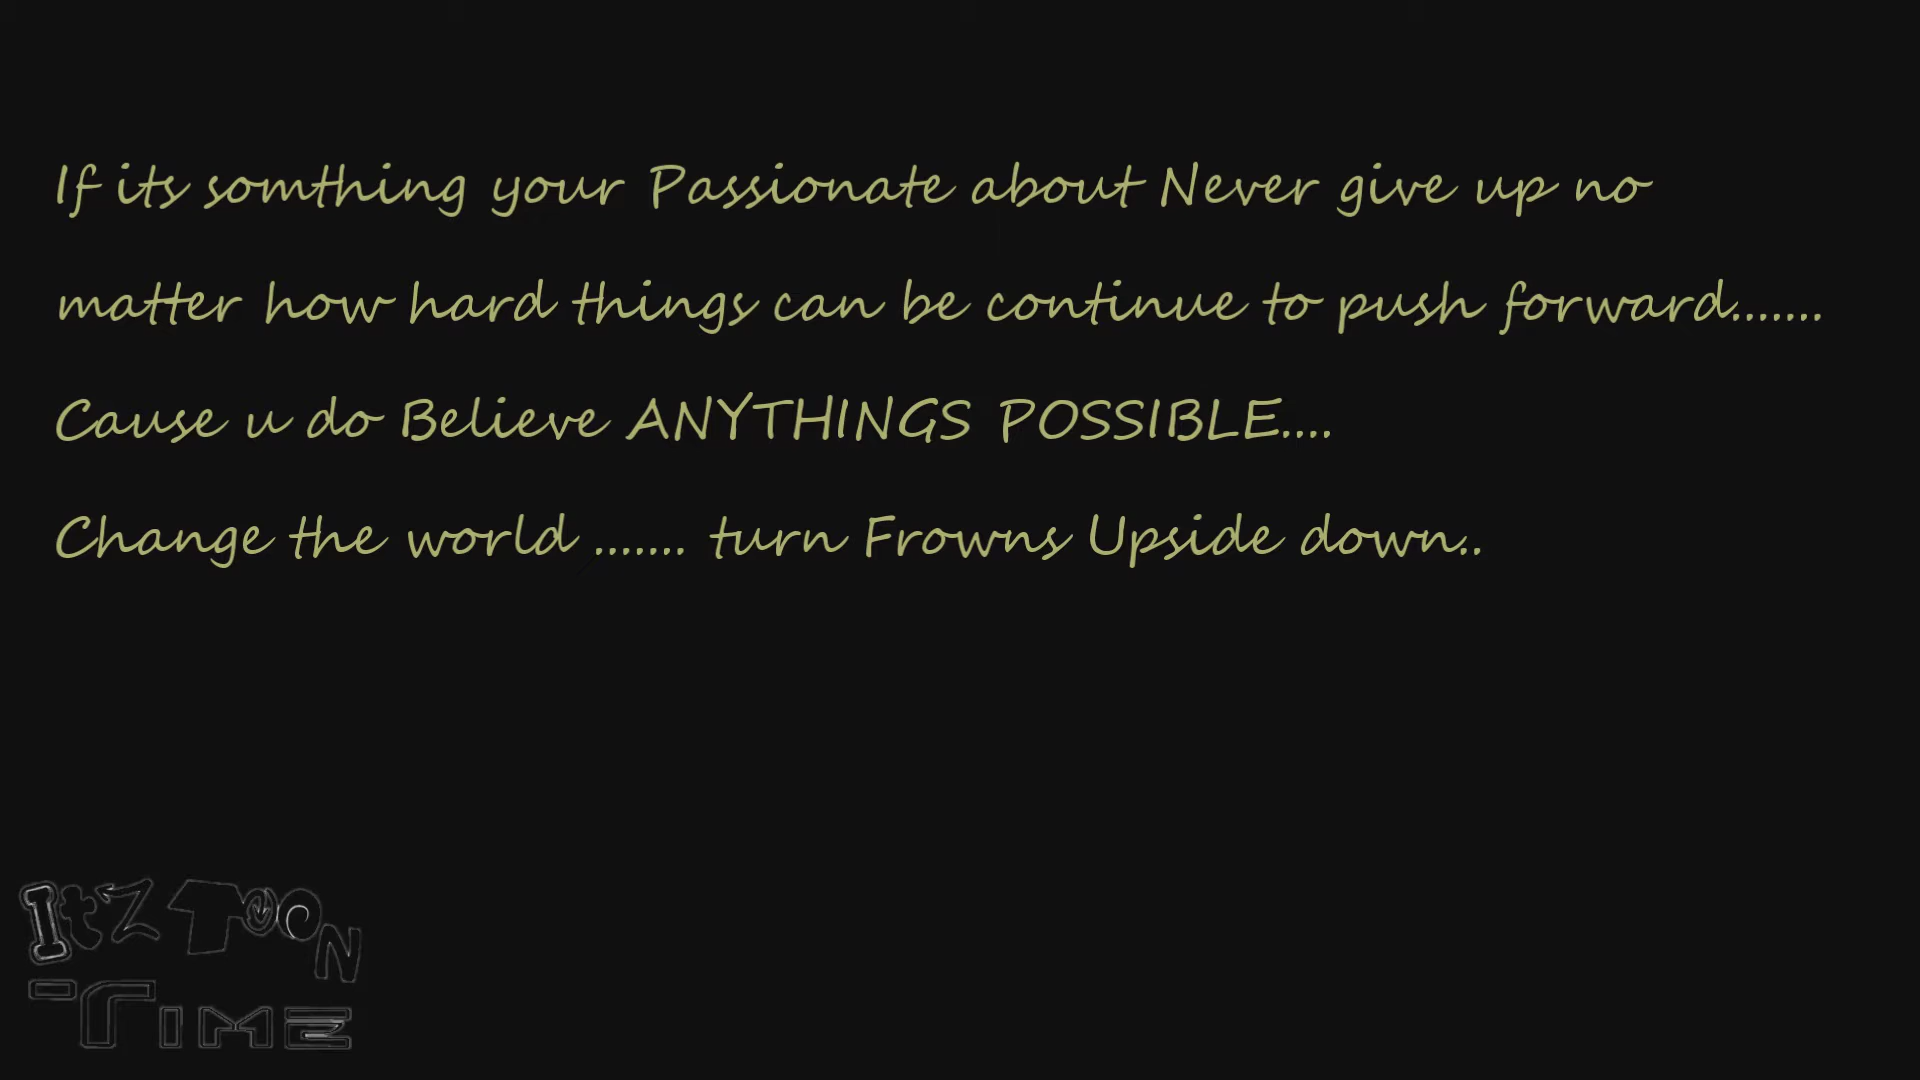 If its somthing your Passionate about Never give up no
matter how hard things can be continue to push forward.......
Cause u do Believe ANYTHINGS POSSIBLE....
Change the world ....... turn Frowns Upside down..
Itz Toon
Time